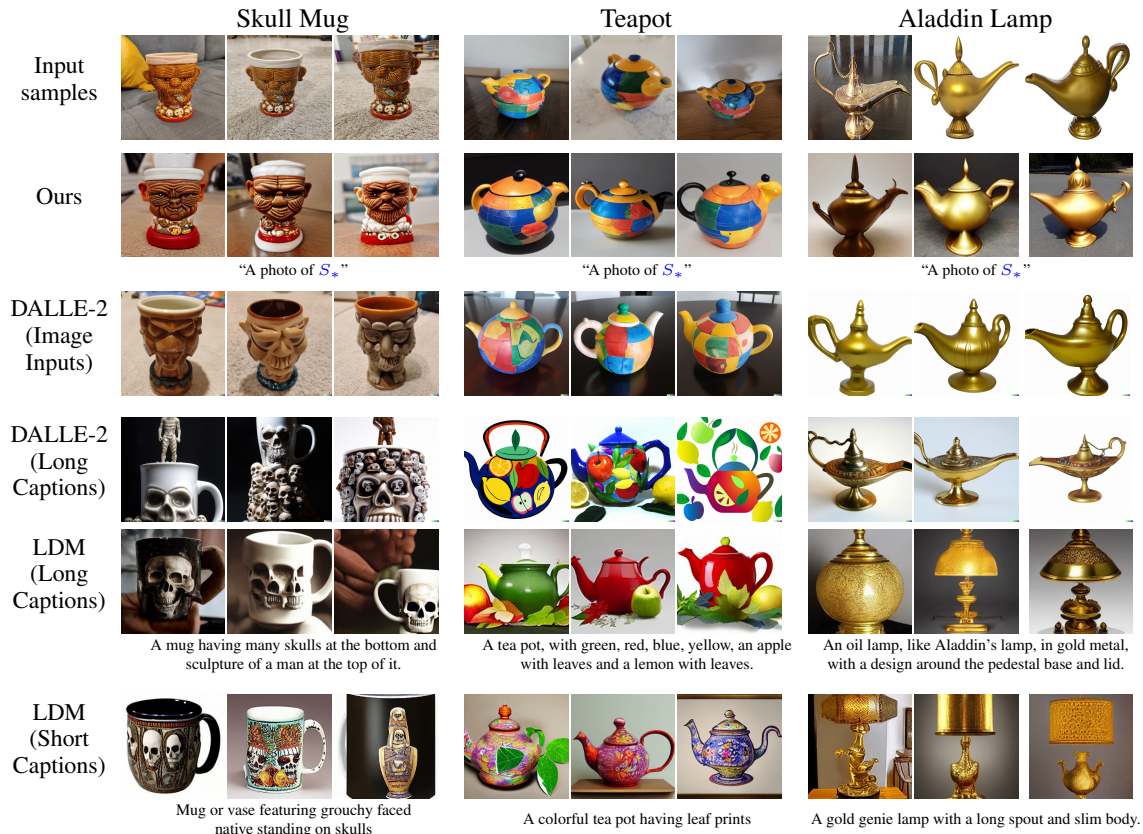 Skull Mug
Teapot
Aladdin Lamp
Input
samples
Ours
"A photo of S*"
"A photo of S*"
"A photo of S*"
DALLE-2
(Image
Inputs)
DALLE-2
(Long
Captions)
LDM
(Long
Captions)
A mug having many skulls at the bottom and
sculpture of a man at the top of it.
A tea pot, with green, red, blue, yellow, an apple
with leaves and a lemon with leaves.
An oil lamp, like Aladdin's lamp, in gold metal,
with a design around the pedestal base and lid.
LDM
(Short
Captions)
Mug or vase featuring grouchy faced
native standing on skulls
A colorful tea pot having leaf prints
A gold genie lamp with a long spout and slim body.